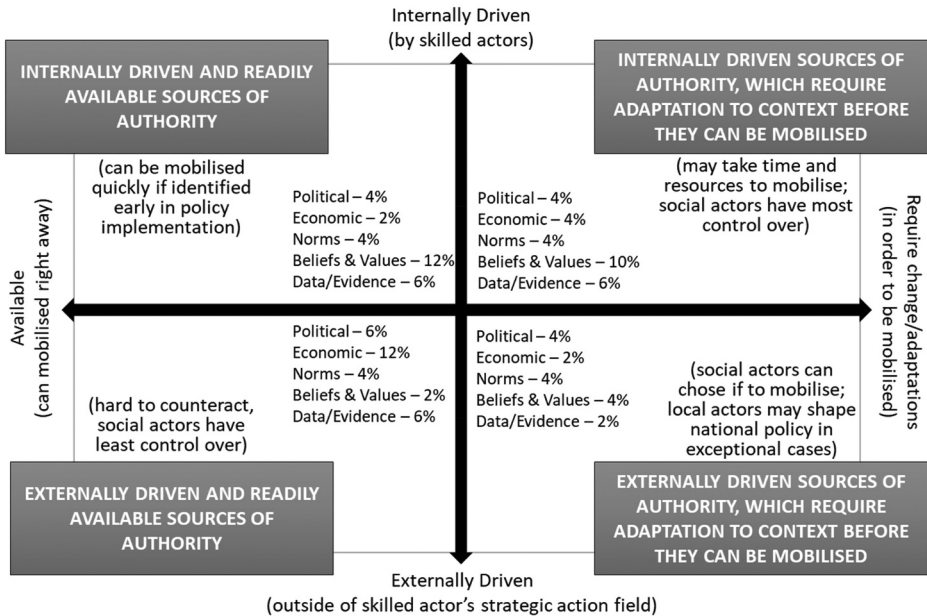 Internally Driven
(by skilled actors)
INTERNALLY DRIVEN AND READILY
AVAILABLE SOURCES OF
AUTHORITY
INTERNALLY DRIVEN SOURCES OF
AUTHORITY, WHICH REQUIRE
ADAPTATION TO CONTEXT BEFORE
THEY CAN BE MOBILISED
(can be mobilised
quickly if identified
early in policy
implementation)
Political – 4%
Economic – 2%
Norms – 4%
Beliefs & Values – 12%
Data/Evidence – 6%
Political – 4%
Economic – 4%
Norms – 4%
Beliefs & Values – 10%
Data/Evidence – 6%
(may take time and
resources to mobilise;
social actors have most
control over)
Available
(can mobilised right away)
Require change/adaptations
(in order to be mobilised)
(hard to counteract,
social actors have
least control over)
Political – 6%
Economic – 12%
Norms – 4%
Beliefs & Values – 2%
Data/Evidence – 6%
Political – 4%
Economic – 2%
Norms – 4%
Beliefs & Values – 4%
Data/Evidence – 2%
(social actors can
chose if to mobilise;
local actors may shape
national policy in
exceptional cases)
EXTERNALLY DRIVEN AND READILY
AVAILABLE SOURCES OF
AUTHORITY
EXTERNALLY DRIVEN SOURCES OF
AUTHORITY, WHICH REQUIRE
ADAPTATION TO CONTEXT BEFORE
THEY CAN BE MOBILISED
Externally Driven
(outside of skilled actor's strategic action field)